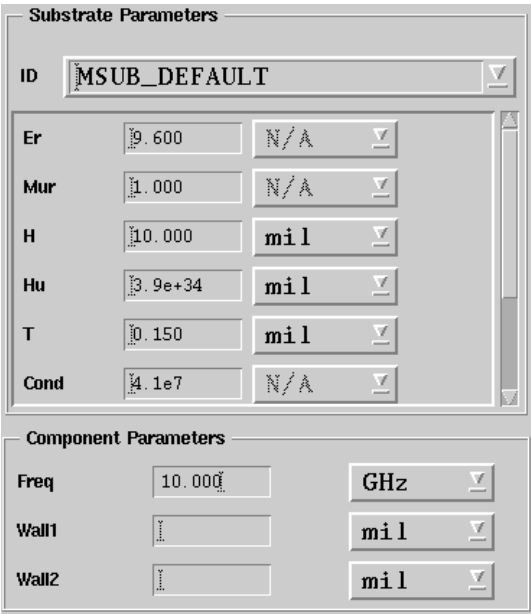 Substrate Parameters
ID MSUB_DEFAULT
Er 9.600 N/A
Mur 1.000 N/A
H 10.000 mil
Hu 3.9e+34 mil
T 0.150 mil
Cond 4.1e7 N/A
Component Parameters
Freq 10.000 GHz
Wall1 mil
Wall2 mil